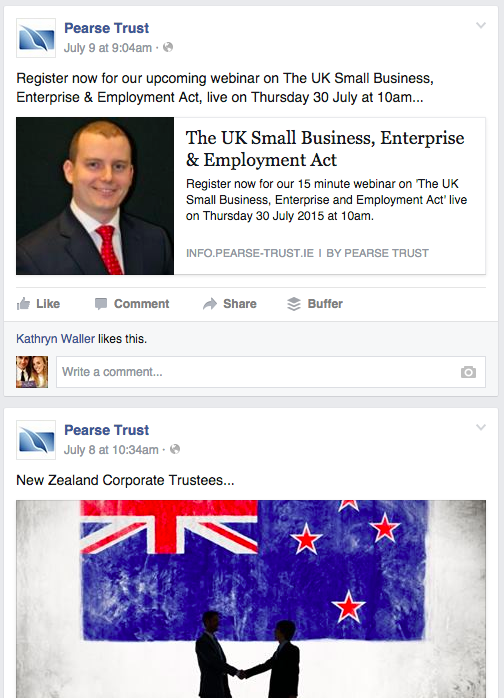 Pearse Trust
July 9 at 9:04am ·
Register now for our upcoming webinar on The UK Small Business,
Enterprise & Employment Act, live on Thursday 30 July at 10am...
The UK Small Business, Enterprise
& Employment Act
Register now for our 15 minute webinar on 'The UK
Small Business, Enterprise and Employment Act' live
on Thursday 30 July 2015 at 10am.
INFO.PEARSE-TRUST.IE | BY PEARSE TRUST
Like Comment Share Buffer
Kathryn Waller likes this.
Write a comment...
Pearse Trust
July 8 at 10:34am ·
New Zealand Corporate Trustees...